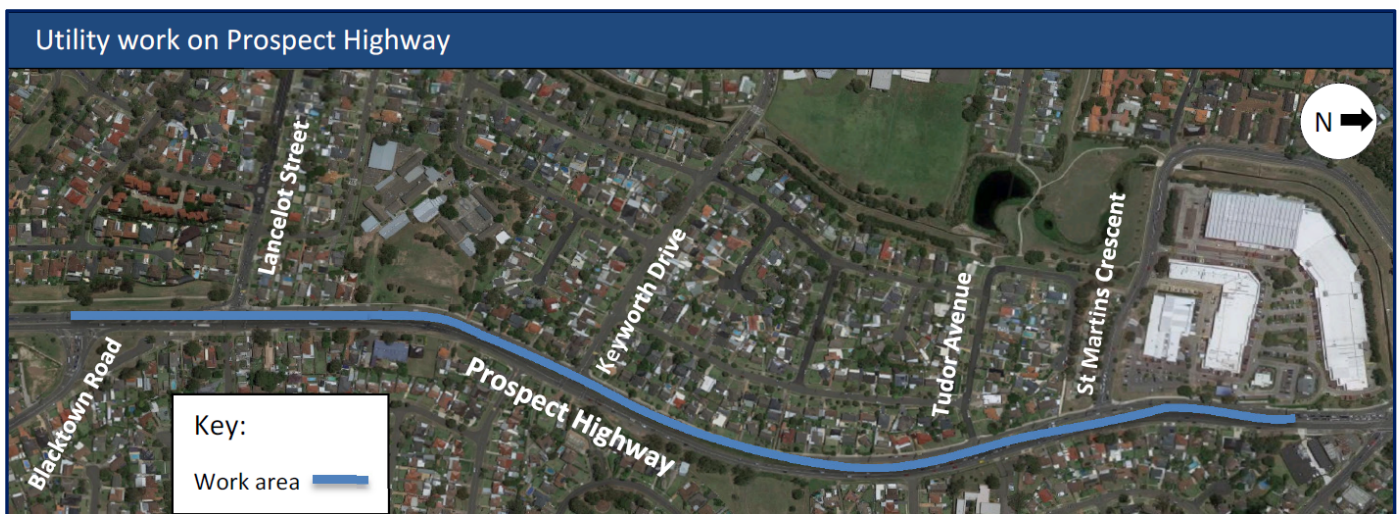 Utility work on Prospect Highway
N
Lancelot Street
Keyworth Drive
Tudor Avenue
St Martins Crescent
Blacktown Road
Prospect Highway
Key:
Work area